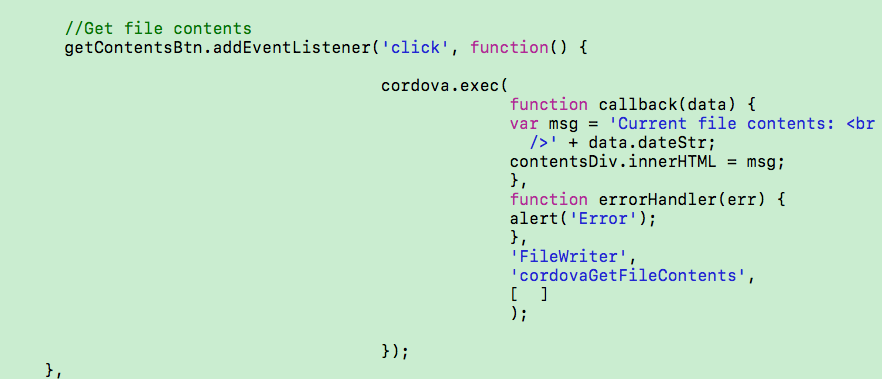 //Get file contents
getContentsBtn.addEventListener('click', function() {
cordova.exec(
function callback(data) {
var msg = 'Current file contents: <br
/>' + data.dateStr;
contentsDiv.innerHTML = msg;
},
function errorHandler(err) {
alert('Error');
},
'FileWriter',
'cordovaGetFileContents',
[  ]
);
});
},